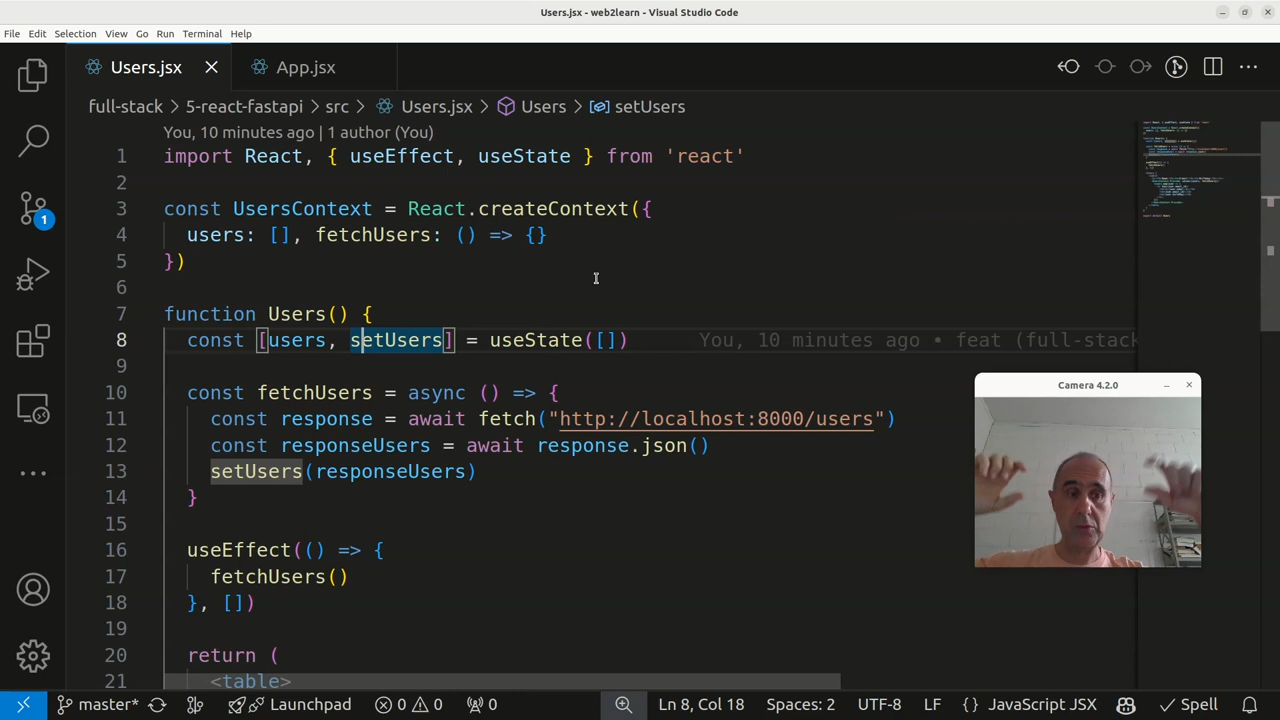 Users.jsx - web2learn - Visual Studio Code
File Edit Selection View Go Run Terminal Help
Users.jsx App.jsx
full-stack > 5-react-fastapi > src > Users.jsx > Users > setUsers
You, 10 minutes ago | 1 author (You)
1 import React, { useEffect, useState } from 'react'
2
3 const UsersContext = React.createContext({
4 users: [], fetchUsers: () => {}
5 })
6
7 function Users() {
8 const [users, setUsers] = useState([]) You, 10 minutes ago • feat (full-stack
9
10 const fetchUsers = async () => {
11 const response = await fetch("http://localhost:8000/users")
12 const responseUsers = await response.json()
13 setUsers(responseUsers)
14 }
15
16 useEffect(() => {
17 fetchUsers()
18 }, [])
19
20 return (
21 <table>
1
Camera 4.2.0
master* Launchpad 0 0 0 Ln 8, Col 18 Spaces: 2 UTF-8 LF {} JavaScript JSX Spell